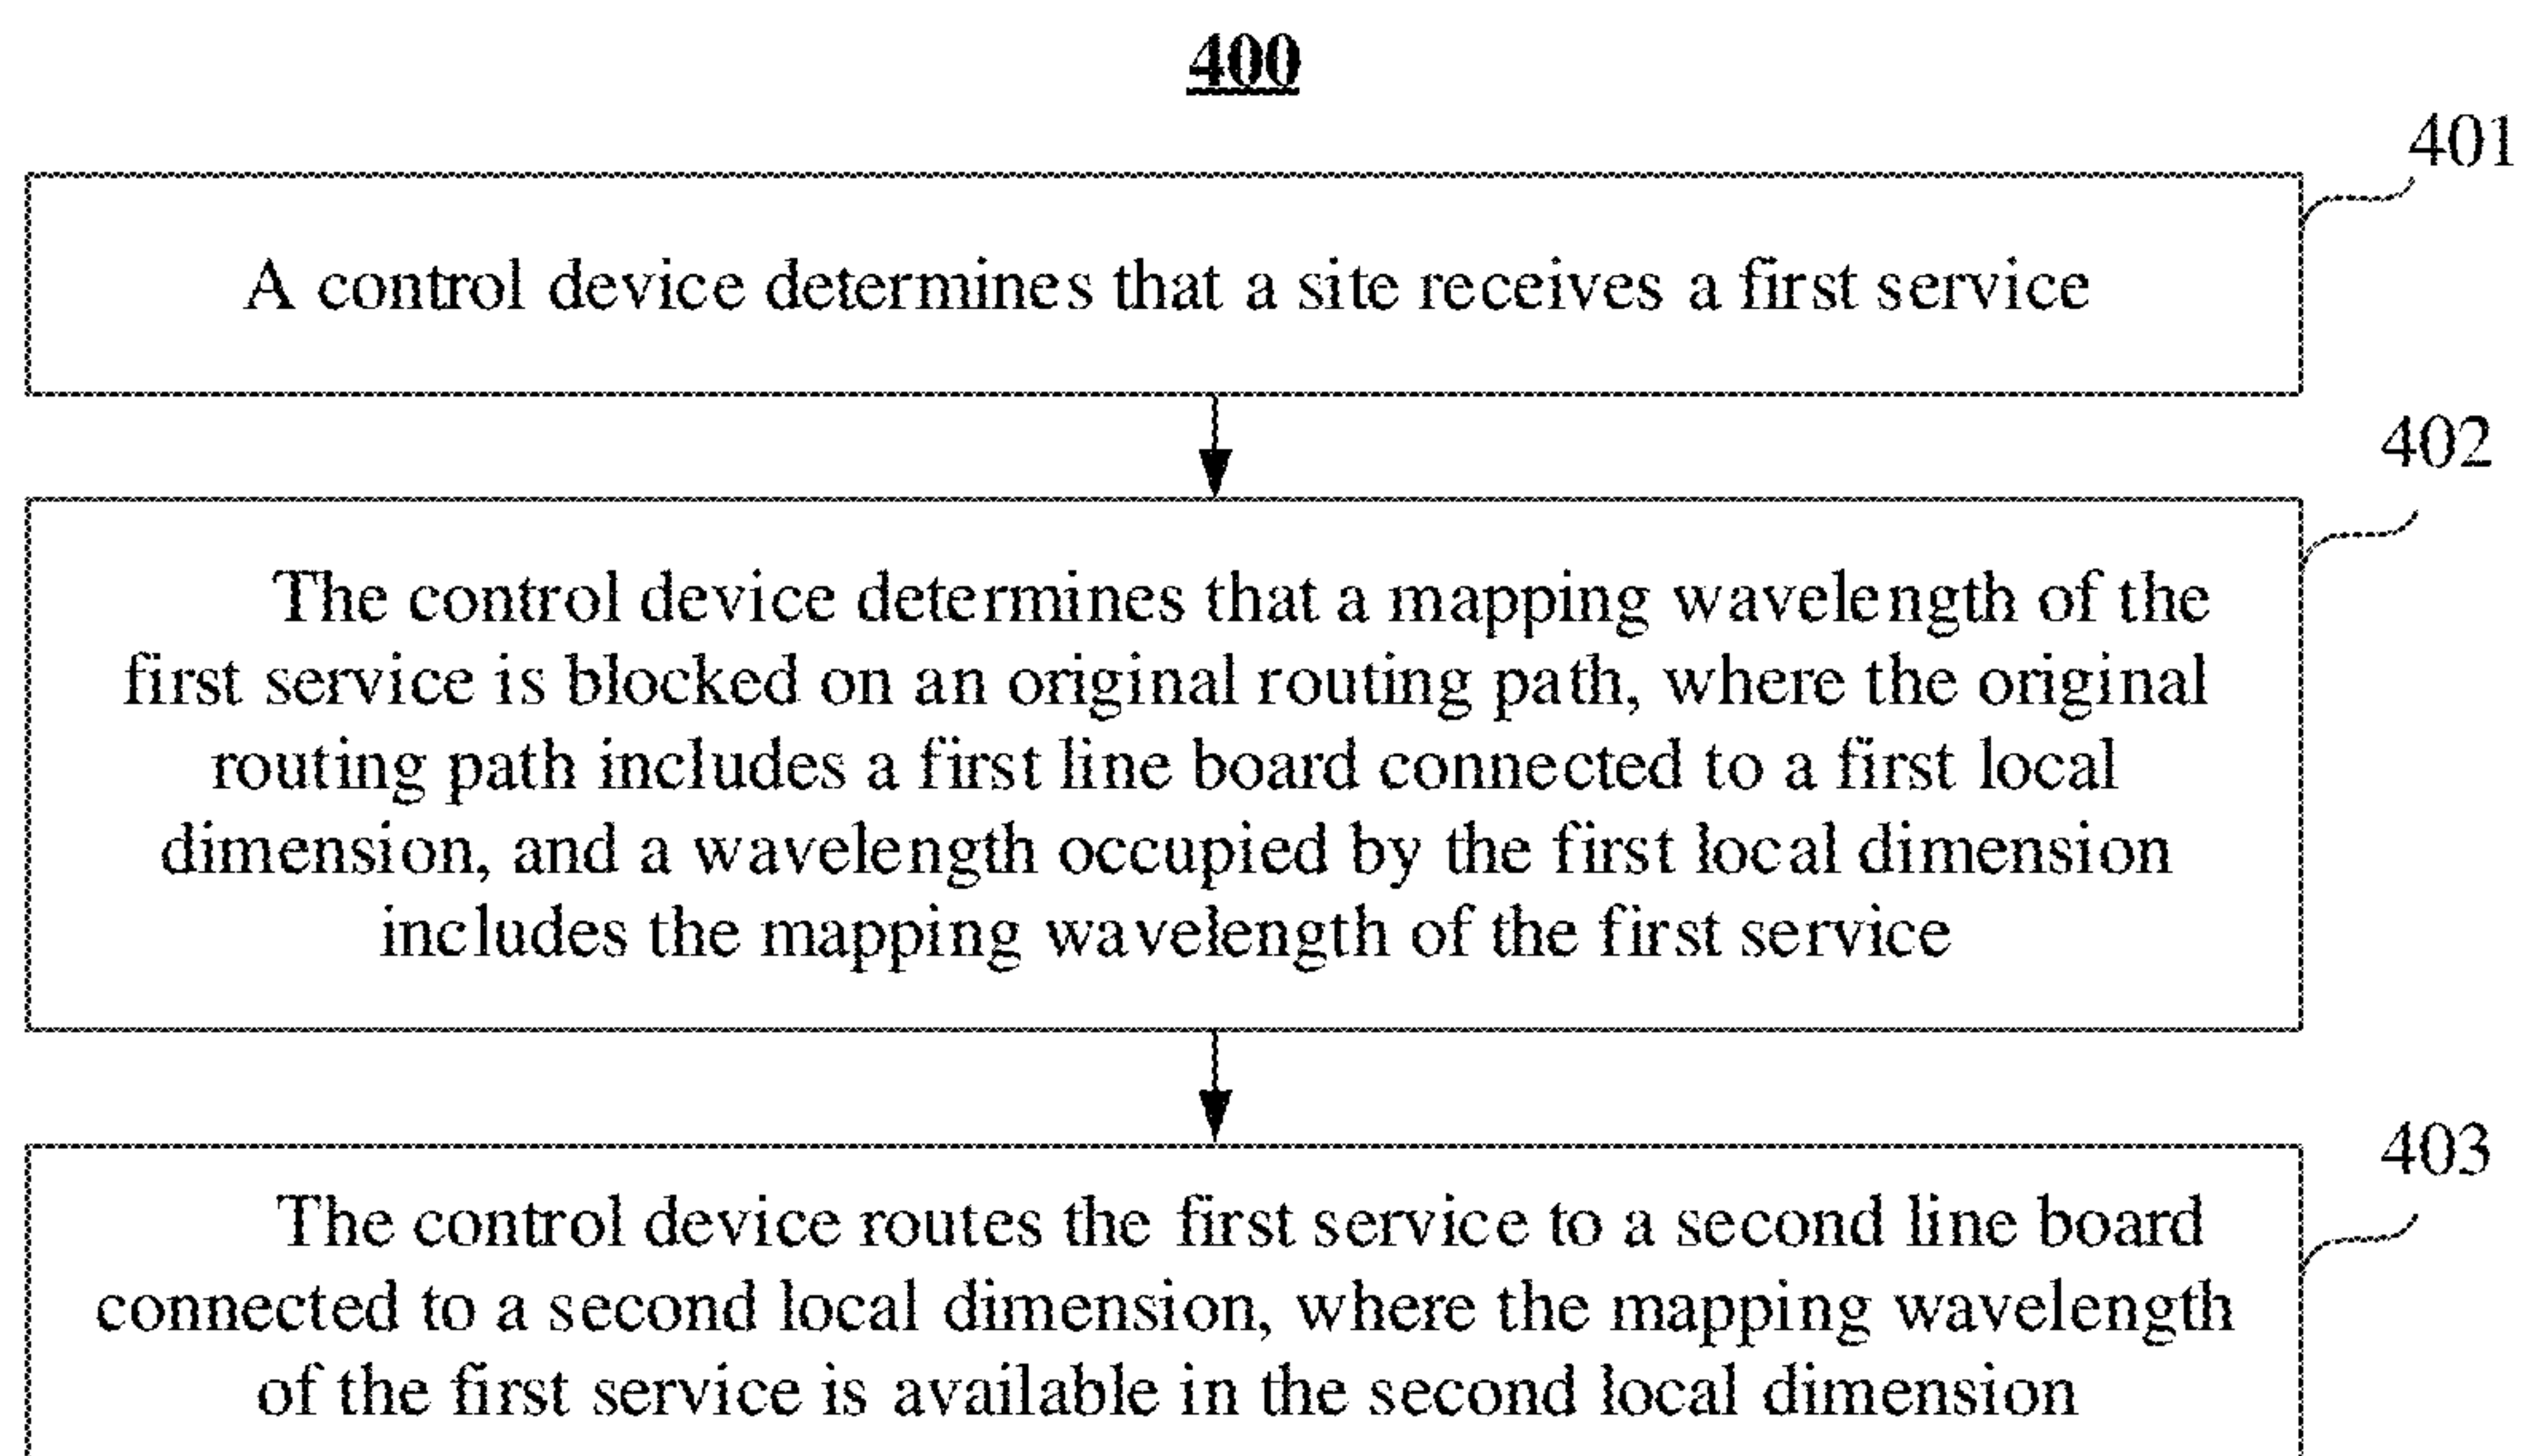 400
401
A control device determines that a site receives a first service
402
The control device determines that a mapping wavelength of the
first service is blocked on an original routing path, where the original
routing path includes a first line board connected to a first local
dimension, and a wavelength occupied by the first local dimension
includes the mapping wavelength of the first service
403
The control device routes the first service to a second line board
connected to a second local dimension, where the mapping wavelength
of the first service is available in the second local dimension